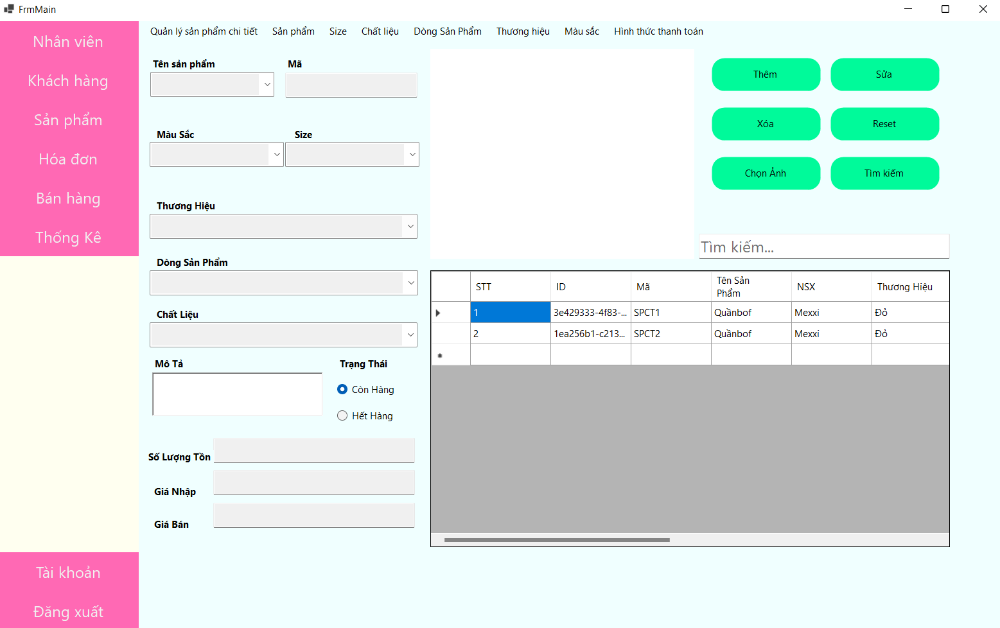 FrmMain
Nhân viên
Khách hàng
Sản phẩm
Hóa đơn
Bán hàng
Thống Kê
Tài khoản
Đăng xuất
Quản lý sản phẩm chi tiết Sản phẩm Size Chất liệu Dòng Sản Phẩm Thương hiệu Màu sắc Hình thức thanh toán
Tên sản phẩm Mã
Màu Sắc Size
Thương Hiệu
Dòng Sản Phẩm
Chất Liệu
Mô Tả Trạng Thái
Còn Hàng
Hết Hàng
Số Lượng Tồn
Giá Nhập
Giá Bán
Thêm Sửa
Xóa Reset
Chọn Ảnh Tìm kiếm
Tìm kiếm...
STT ID Mã Tên Sản Phẩm NSX Thương Hiệu
1 3e429333-4f83-... SPCT1 Quầnbof Mexxi Đỏ
2 1ea256b1-c213... SPCT2 Quầnbof Mexxi Đỏ